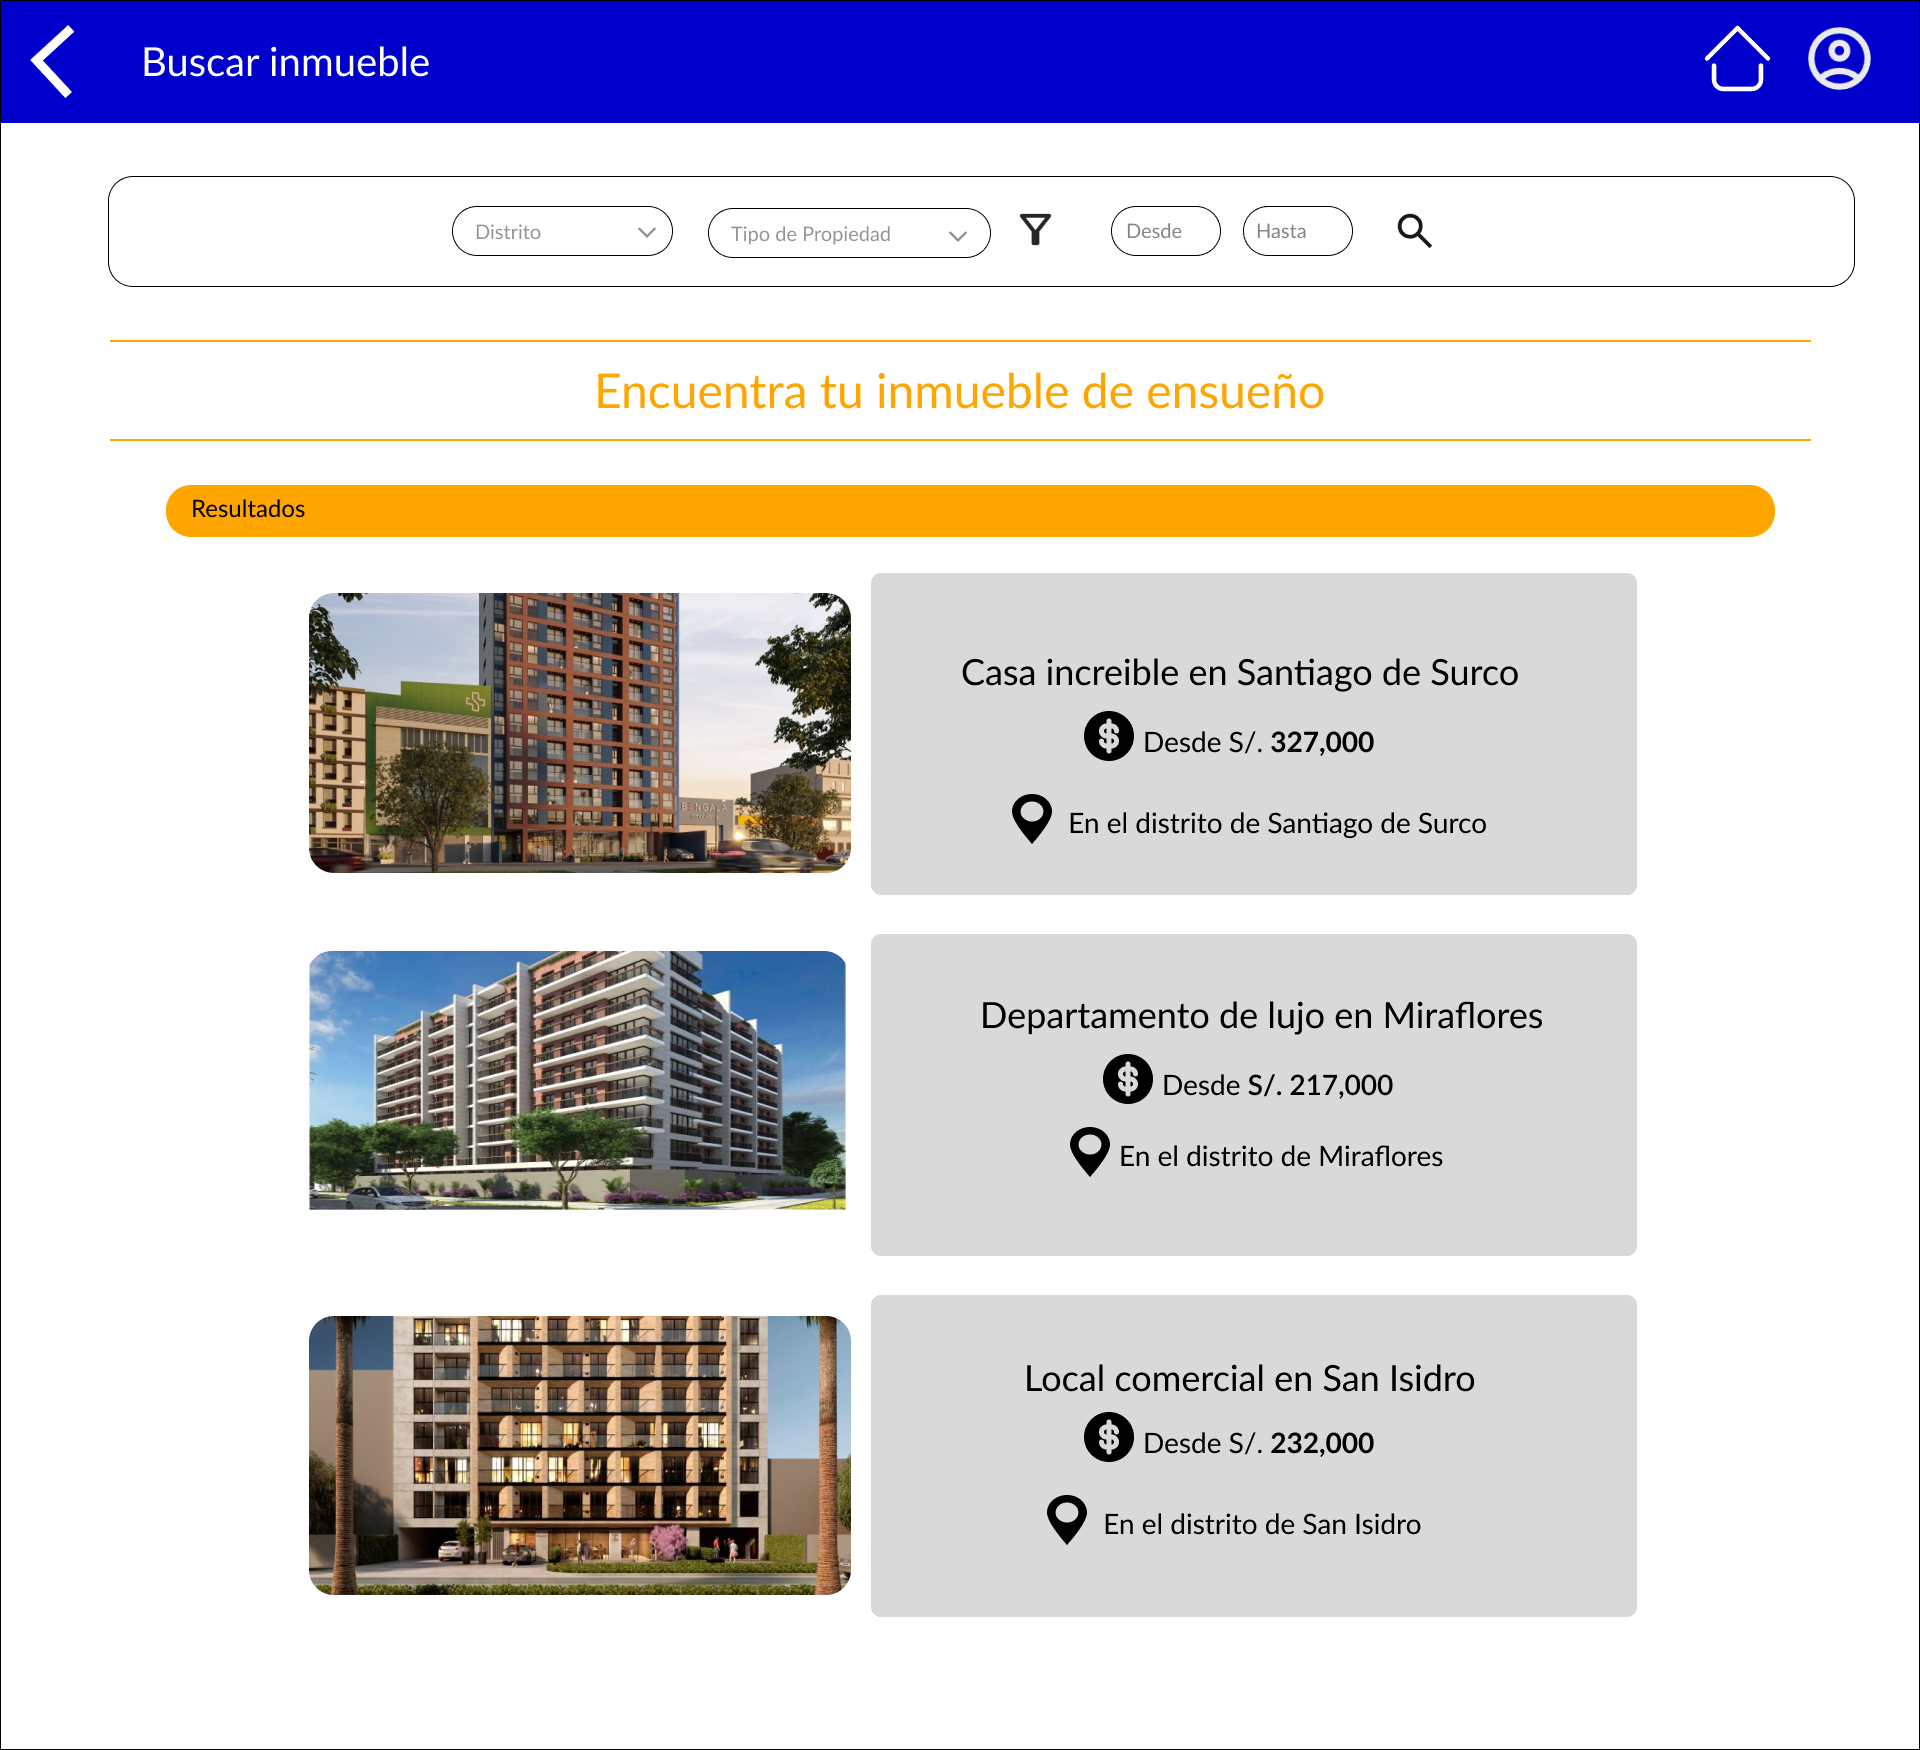 Buscar inmueble
Distrito
Tipo de Propiedad
Desde
Hasta
Encuentra tu inmueble de ensueño
Resultados
BENGALA
Casa increible en Santiago de Surco
Desde S/. 327,000
En el distrito de Santiago de Surco
Departamento de lujo en Miraflores
Desde S/. 217,000
En el distrito de Miraflores
Local comercial en San Isidro
Desde S/. 232,000
En el distrito de San Isidro